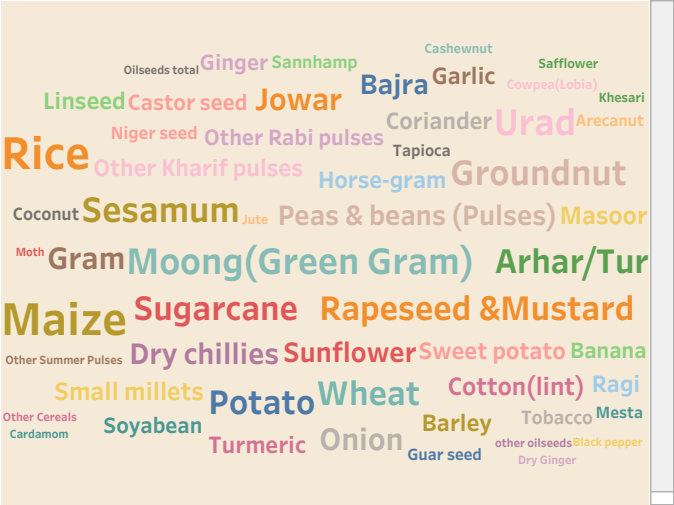 Cashewnut
Oilseeds total Ginger Sannhamp Safflower
Bajra Garlic Cowpea(Lobia)
Linseed Castor seed Jowar Khesari
Niger seed Other Rabi pulses Coriander Urad Arecanut
Rice Other Kharif pulses Tapioca
Horse-gram Groundnut
Coconut Sesamum Jute Peas & beans (Pulses) Masoor
Moth Gram Moong(Green Gram) Arhar/Tur
Maize Sugarcane Rapeseed &Mustard
Other Summer Pulses Dry chillies Sunflower Sweet potato Banana
Small millets Potato Wheat Cotton(lint) Ragi
Other Cereals Soyabean Barley Tobacco Mesta
Cardamom Turmeric Onion Guar seed other oilseeds Black pepper
Dry Ginger